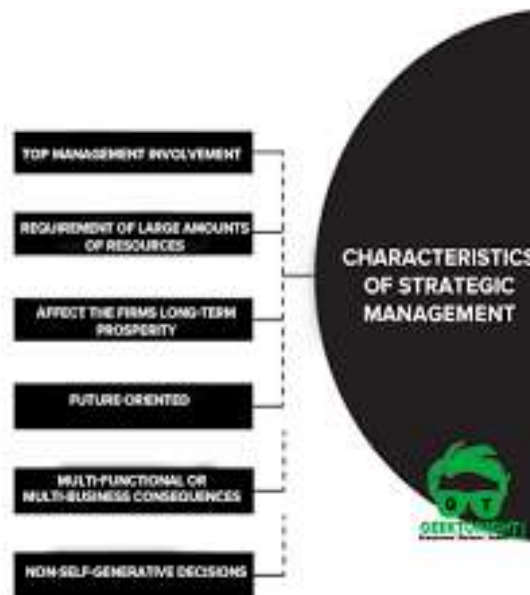 TOP MANAGEMENT INVOLVEMENT
REQUIREMENT OF LARGE AMOUNTS
OF RESOURCES
AFFECT THE FIRMS LONG-TERM
PROSPERITY
FUTURE-ORIENTED
MULTI-FUNCTIONAL OR
MULTI-BUSINESS CONSEQUENCES
NON-SELF-GENERATIVE DECISIONS
CHARACTERISTICS
OF STRATEGIC
MANAGEMENT
G T